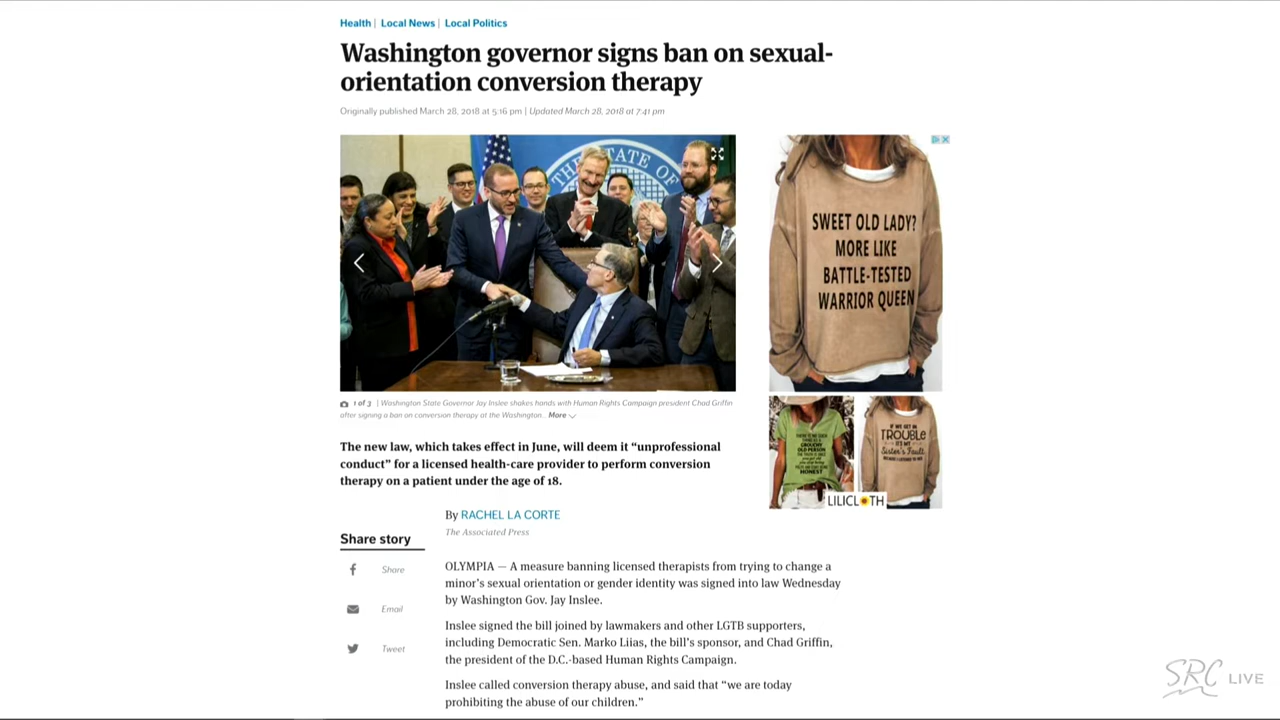 Health | Local News | Local Politics
Washington governor signs ban on sexual-
orientation conversion therapy
Originally published March 28, 2018 at 5:16 pm | Updated March 28, 2018 at 7:41 pm
STATE OF
SWEET OLD LADY?
MORE LIKE
BATTLE-TESTED
WARRIOR QUEEN
1 of 3 | Washington State Governor Jay Inslee shakes hands with Human Rights Campaign president Chad Griffin
after signing a ban on conversion therapy at the Washington. More
IF WE GET IN
TROUBLE
IT'S MY
Sister's Fault
HONEST
LILICLOTH
The new law, which takes effect in June, will deem it “unprofessional
conduct” for a licensed health-care provider to perform conversion
therapy on a patient under the age of 18.
By RACHEL LA CORTE
The Associated Press
Share story
Share
Email
Tweet
OLYMPIA — A measure banning licensed therapists from trying to change a
minor’s sexual orientation or gender identity was signed into law Wednesday
by Washington Gov. Jay Inslee.
Inslee signed the bill joined by lawmakers and other LGTB supporters,
including Democratic Sen. Marko Liias, the bill’s sponsor, and Chad Griffin,
the president of the D.C.-based Human Rights Campaign.
Inslee called conversion therapy abuse, and said that “we are today
prohibiting the abuse of our children.”
SRC LIVE